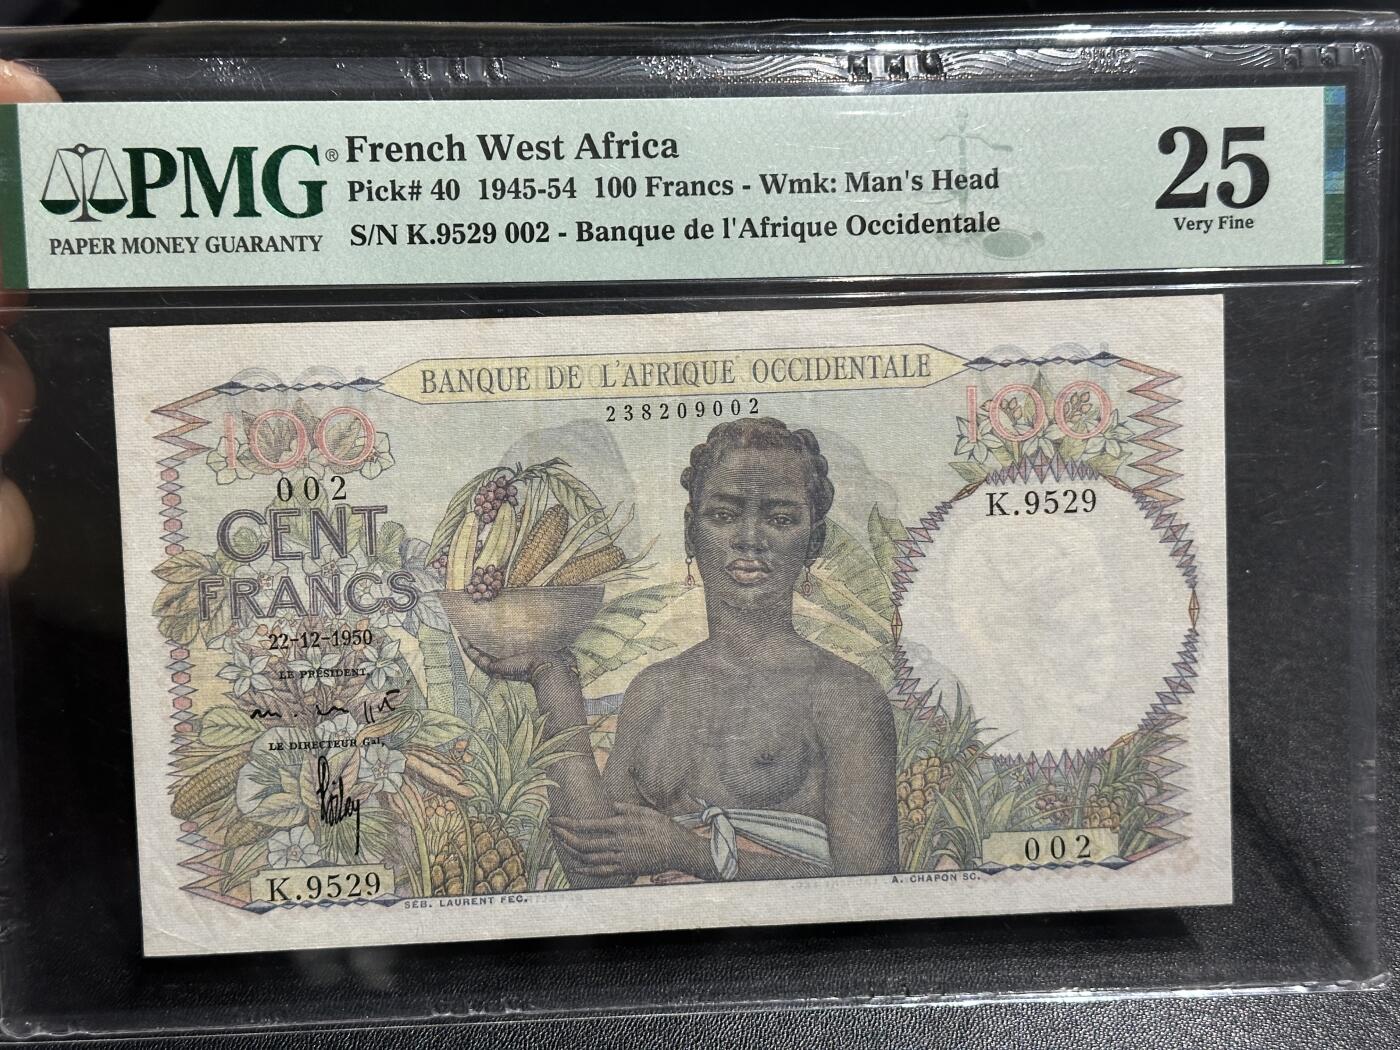 PMG®
PAPER MONEY GUARANTY
French West Africa
Pick# 40 1945-54 100 Francs - Wmk: Man's Head
S/N K.9529 002 - Banque de l'Afrique Occidentale
25
Very Fine
BANQUE DE L'AFRIQUE OCCIDENTALE
238209002
100
100
002
K.9529
CENT
FRANCS
22-12-1950
LE PRÉSIDENT,
LE DIRECTEUR Gal,
002
K.9529
SÉB. LAURENT FEC.
A. CHAPON SC.